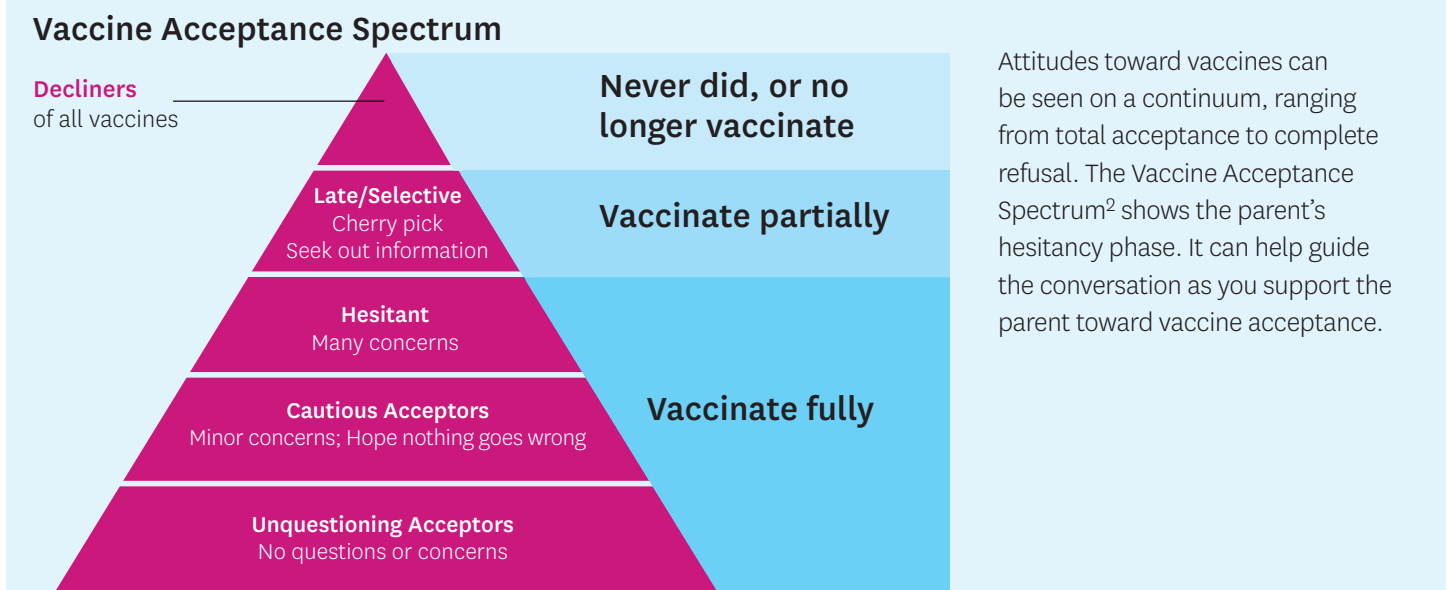 Vaccine Acceptance Spectrum
Decliners
of all vaccines
Never did, or no
longer vaccinate
Late/Selective
Cherry pick
Seek out information
Vaccinate partially
Hesitant
Many concerns
Cautious Acceptors
Minor concerns; Hope nothing goes wrong
Vaccinate fully
Unquestioning Acceptors
No questions or concerns
Attitudes toward vaccines can
be seen on a continuum, ranging
from total acceptance to complete
refusal. The Vaccine Acceptance
Spectrum² shows the parent’s
hesitancy phase. It can help guide
the conversation as you support the
parent toward vaccine acceptance.